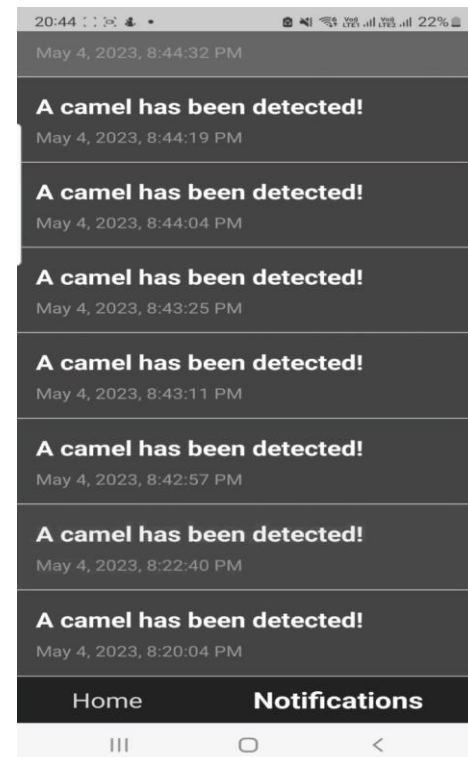 20:44 22%
May 4, 2023, 8:44:32 PM
A camel has been detected!
May 4, 2023, 8:44:19 PM
A camel has been detected!
May 4, 2023, 8:44:04 PM
A camel has been detected!
May 4, 2023, 8:43:25 PM
A camel has been detected!
May 4, 2023, 8:43:11 PM
A camel has been detected!
May 4, 2023, 8:42:57 PM
A camel has been detected!
May 4, 2023, 8:22:40 PM
A camel has been detected!
May 4, 2023, 8:20:04 PM
Home Notifications